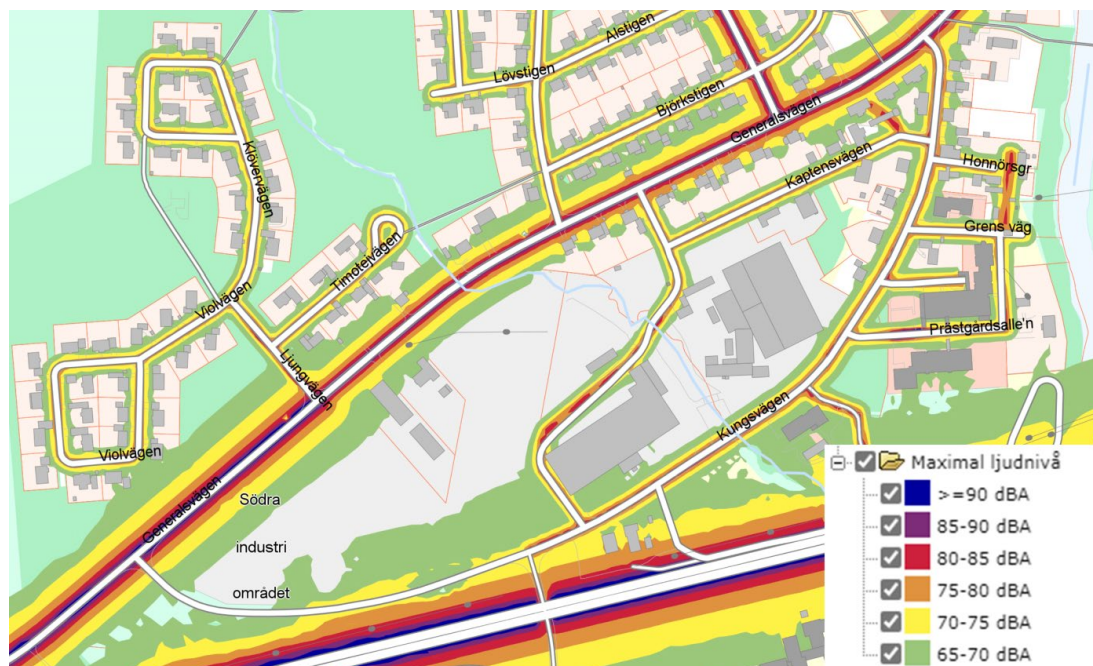 Alstigen
Lövstigen
Björkstigen
Generalsvägen
Klövervägen
Kaptensvägen
Honnörsgr
Grens väg
Timotejvägen
Violvägen
Prästgårdsalle'n
Ljungvägen
Kungsvägen
Violvägen
Generalsvägen
Södra
industri
området
Maximal ljudnivå
>=90 dBA
85-90 dBA
80-85 dBA
75-80 dBA
70-75 dBA
65-70 dBA